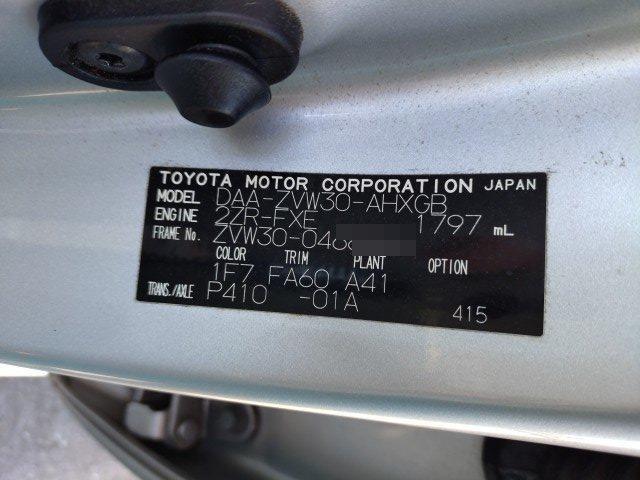 TOYOTA MOTOR CORPORATION JAPAN
MODEL DAA-ZVW30-AHXGB
ENGINE 2ZR-FXE 1797 mL
FRAME No. ZVW30-040
COLOR TRIM PLANT OPTION
1F7 FA60 A41
TRANS./AXLE P410 -01A
415